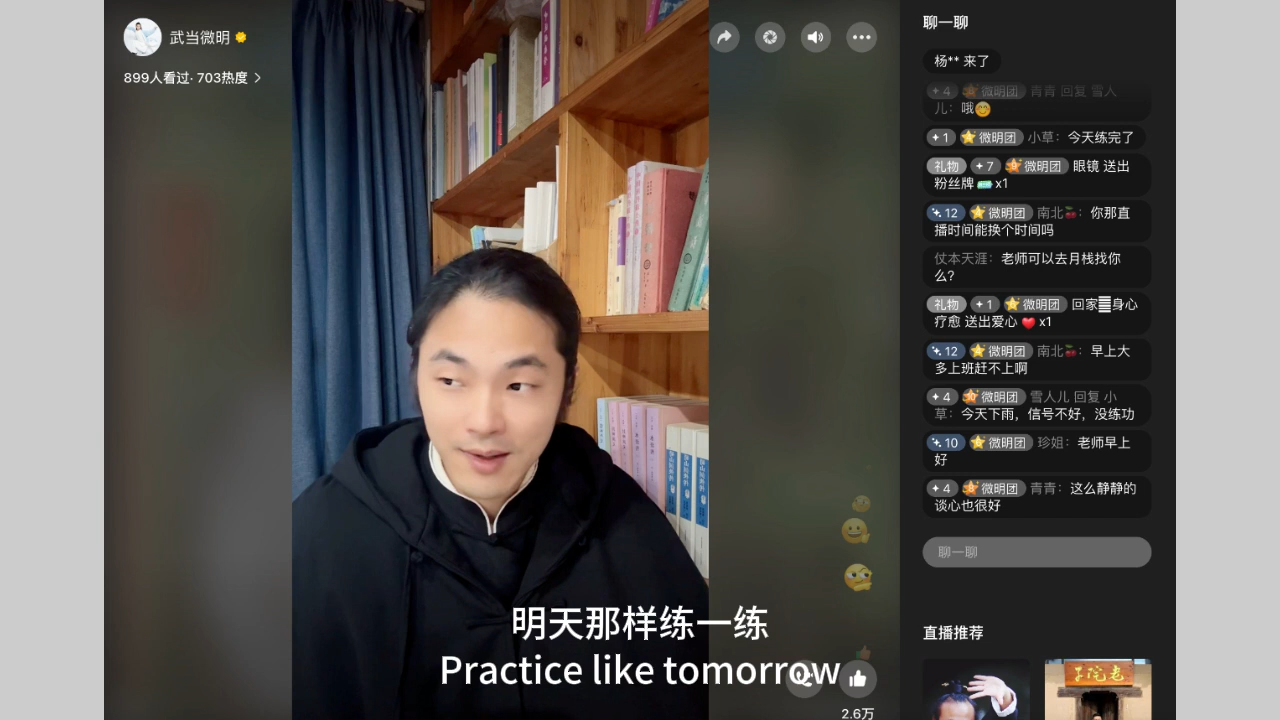 武当微明
899人看过· 703热度 >
聊一聊
杨** 来了
+4 微明团 青青 回复 雪人
儿：哦
+1 微明团 小草：今天练完了
礼物 +7 微明团 眼镜 送出
粉丝牌 x1
12 微明团 南北🍒：你那直
播时间能换个时间吗
仗本天涯：老师可以去月栈找你
么?
礼物 +1 微明团 回家䷁身心
疗愈 送出爱心 ❤️ x1
12 微明团 南北🍒：早上大
多上班赶不上啊
+4 微明团 雪人儿 回复 小
草：今天下雨，信号不好，没练功
10 微明团 珍姐：老师早上
好
+4 微明团 青青：这么静静的
谈心也很好
聊一聊
直播推荐
明天那样练一练
Practice like tomorrow
2.6万